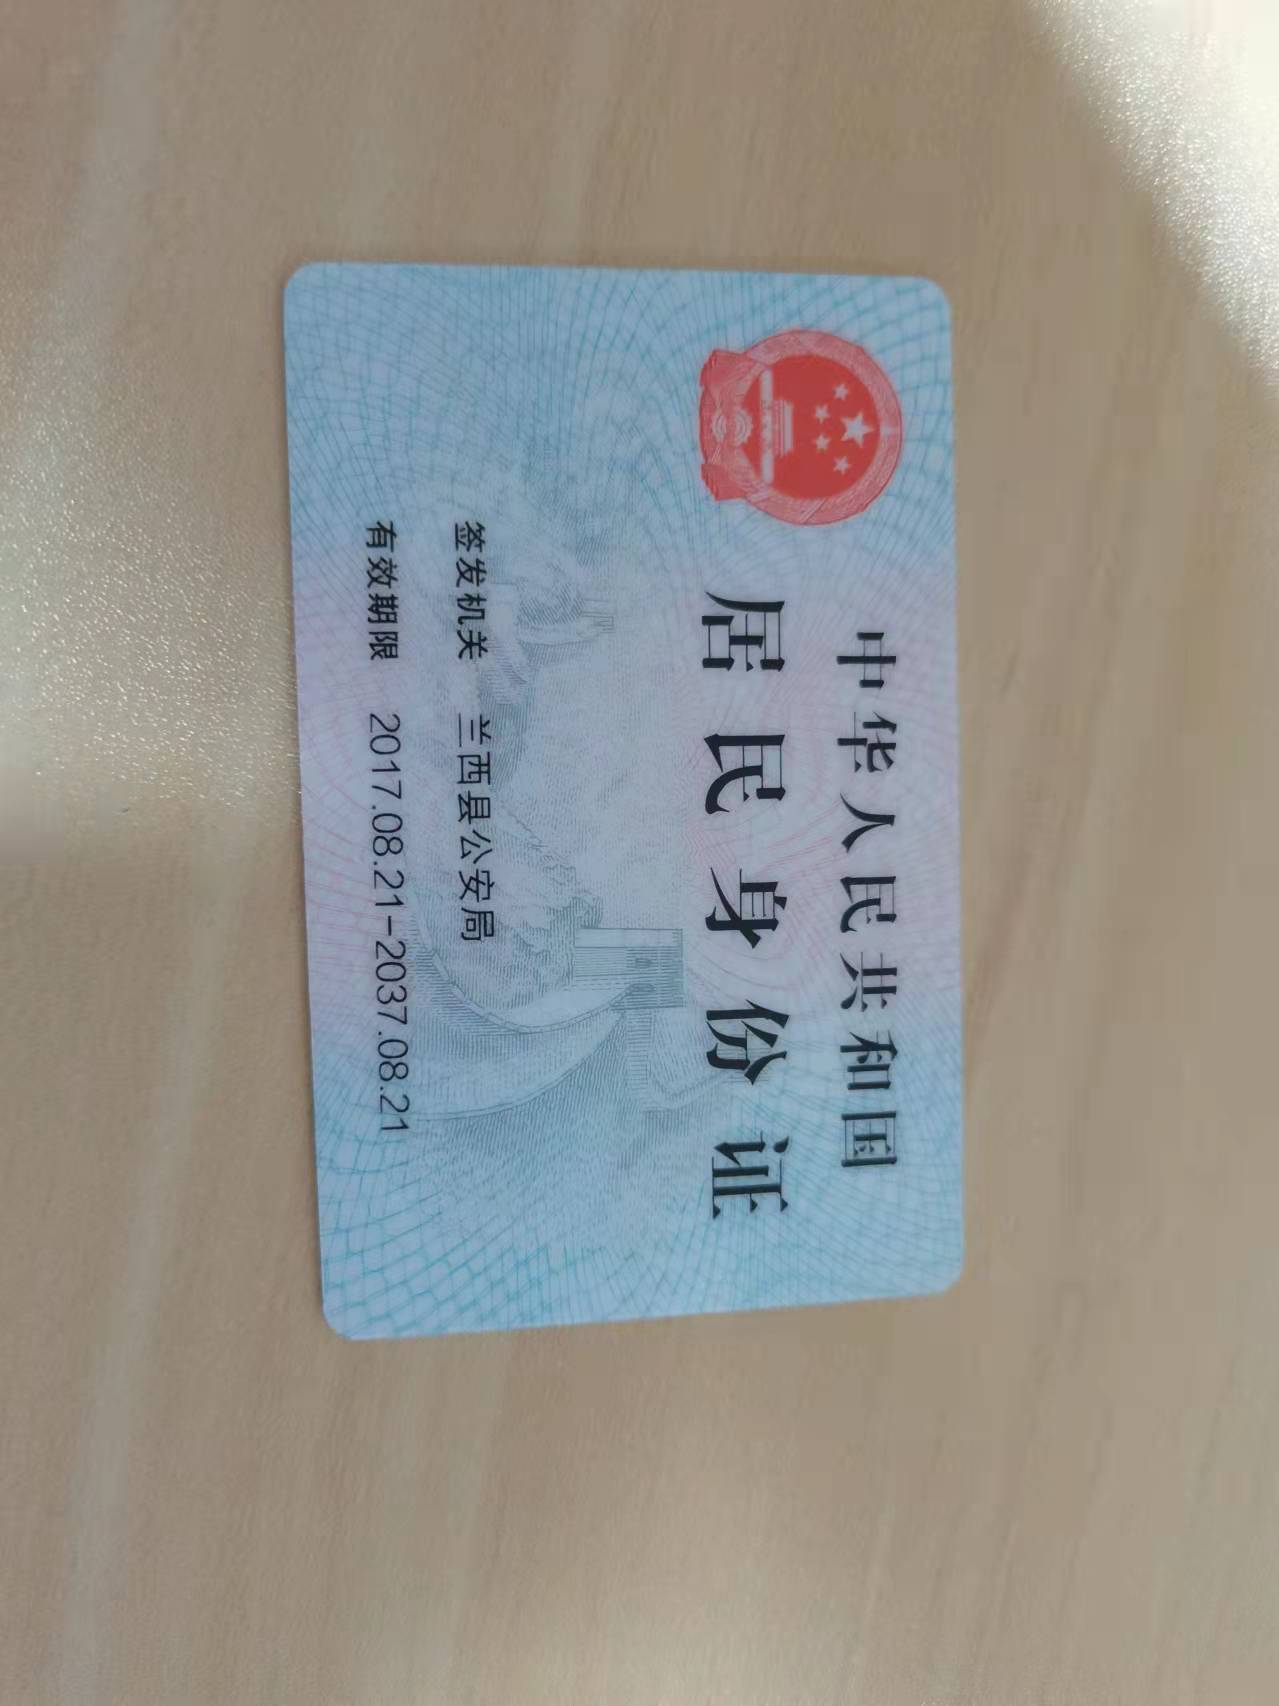 中华人民共和国
居民身份证
签发机关 兰西县公安局
有效期限 2017.08.21-2037.08.21